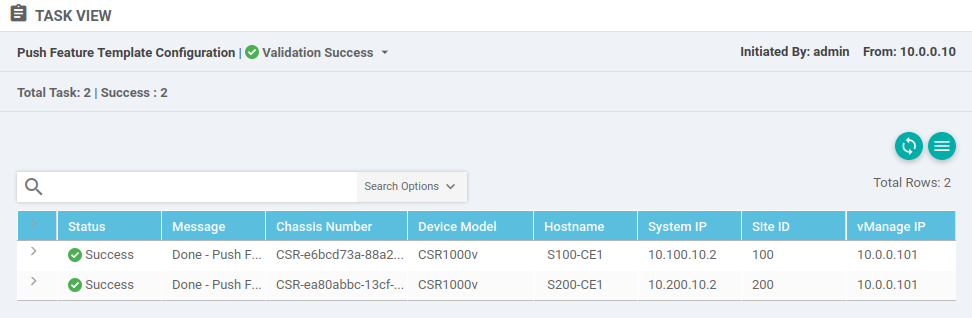 TASK VIEW
Push Feature Template Configuration | Validation Success Initiated By: admin From: 10.0.0.10
Total Task: 2 | Success : 2
Search Options Total Rows: 2
Status Message Chassis Number Device Model Hostname System IP Site ID vManage IP
Success Done - Push F... CSR-e6bcd73a-88a2... CSR1000v S100-CE1 10.100.10.2 100 10.0.0.101
Success Done - Push F... CSR-ea80abbc-13cf-... CSR1000v S200-CE1 10.200.10.2 200 10.0.0.101